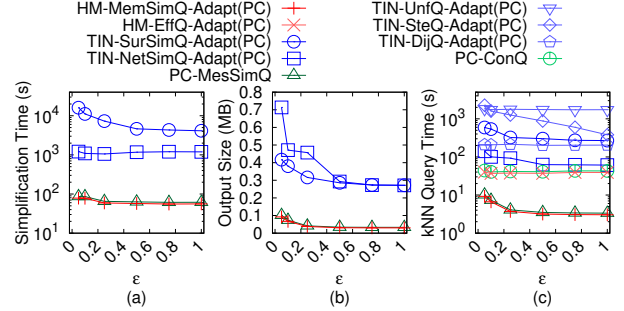 HM-MemSimQ-Adapt(PC)
HM-EffQ-Adapt(PC)
TIN-SurSimQ-Adapt(PC)
TIN-NetSimQ-Adapt(PC)
PC-MesSimQ
TIN-UnfQ-Adapt(PC)
TIN-SteQ-Adapt(PC)
TIN-DijQ-Adapt(PC)
PC-ConQ
Simplification Time (s)
10^4
10^3
10^2
10^1
0 0.2 0.4 0.6 0.8 1
ε
(a)
Output Size (MB)
0.8
0.7
0.6
0.5
0.4
0.3
0.2
0.1
0
0 0.2 0.4 0.6 0.8 1
ε
(b)
kNN Query Time (s)
10^3
10^2
10^1
10^0
0 0.2 0.4 0.6 0.8 1
ε
(c)